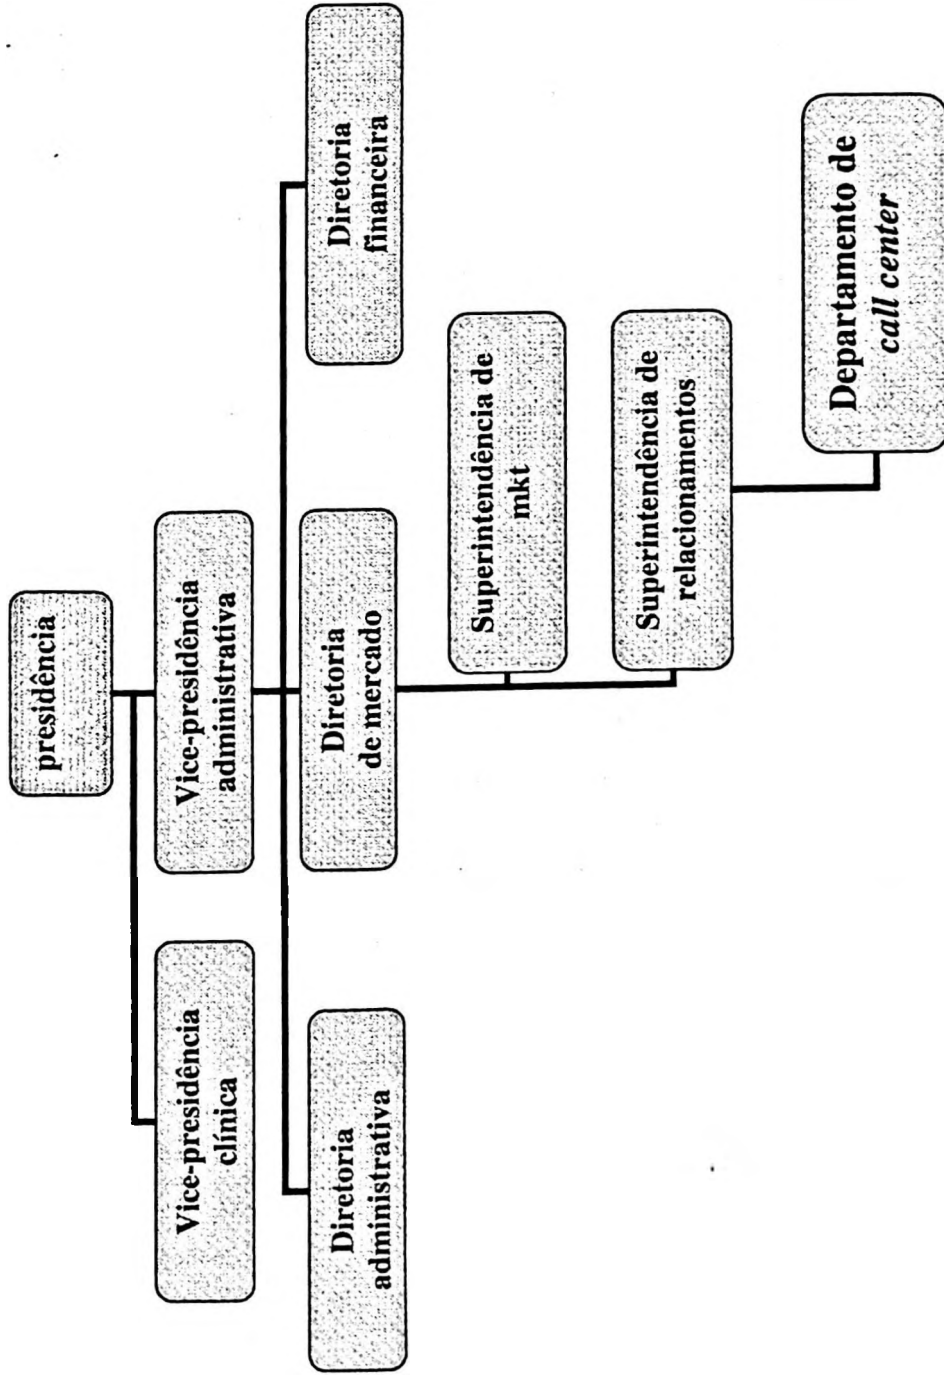 presidência
Vice-presidência
clínica
Vice-presidência
administrativa
Diretoria
administrativa
Diretoria
de mercado
Diretoria
financeira
Superintendência de
mkt
Superintendência de
relacionamentos
Departamento de
call center